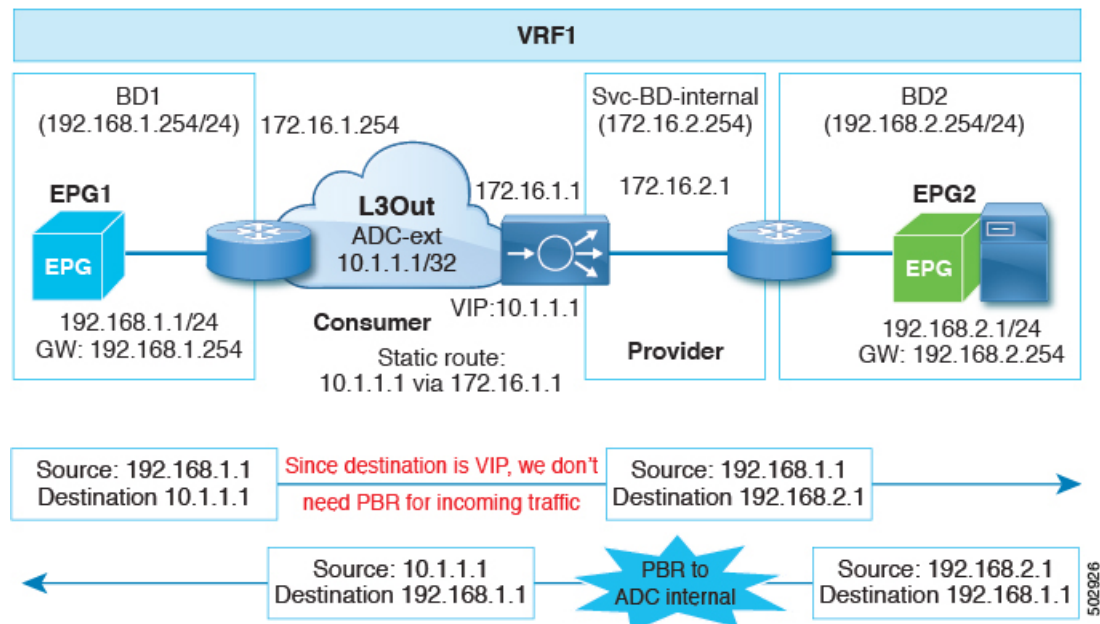 VRF1
BD1
(192.168.1.254/24)
172.16.1.254
Svc-BD-internal
(172.16.2.254)
BD2
(192.168.2.254/24)
EPG1
EPG
192.168.1.1/24
GW: 192.168.1.254
L3Out
ADC-ext
10.1.1.1/32
172.16.1.1
VIP:10.1.1.1
Consumer
Static route:
10.1.1.1 via 172.16.1.1
172.16.2.1
Provider
EPG2
EPG
192.168.2.1/24
GW: 192.168.2.254
Source: 192.168.1.1
Destination 10.1.1.1
Since destination is VIP, we don't
need PBR for incoming traffic
Source: 192.168.1.1
Destination 192.168.2.1
Source: 10.1.1.1
Destination 192.168.1.1
PBR to
ADC internal
Source: 192.168.2.1
Destination 192.168.1.1
502926